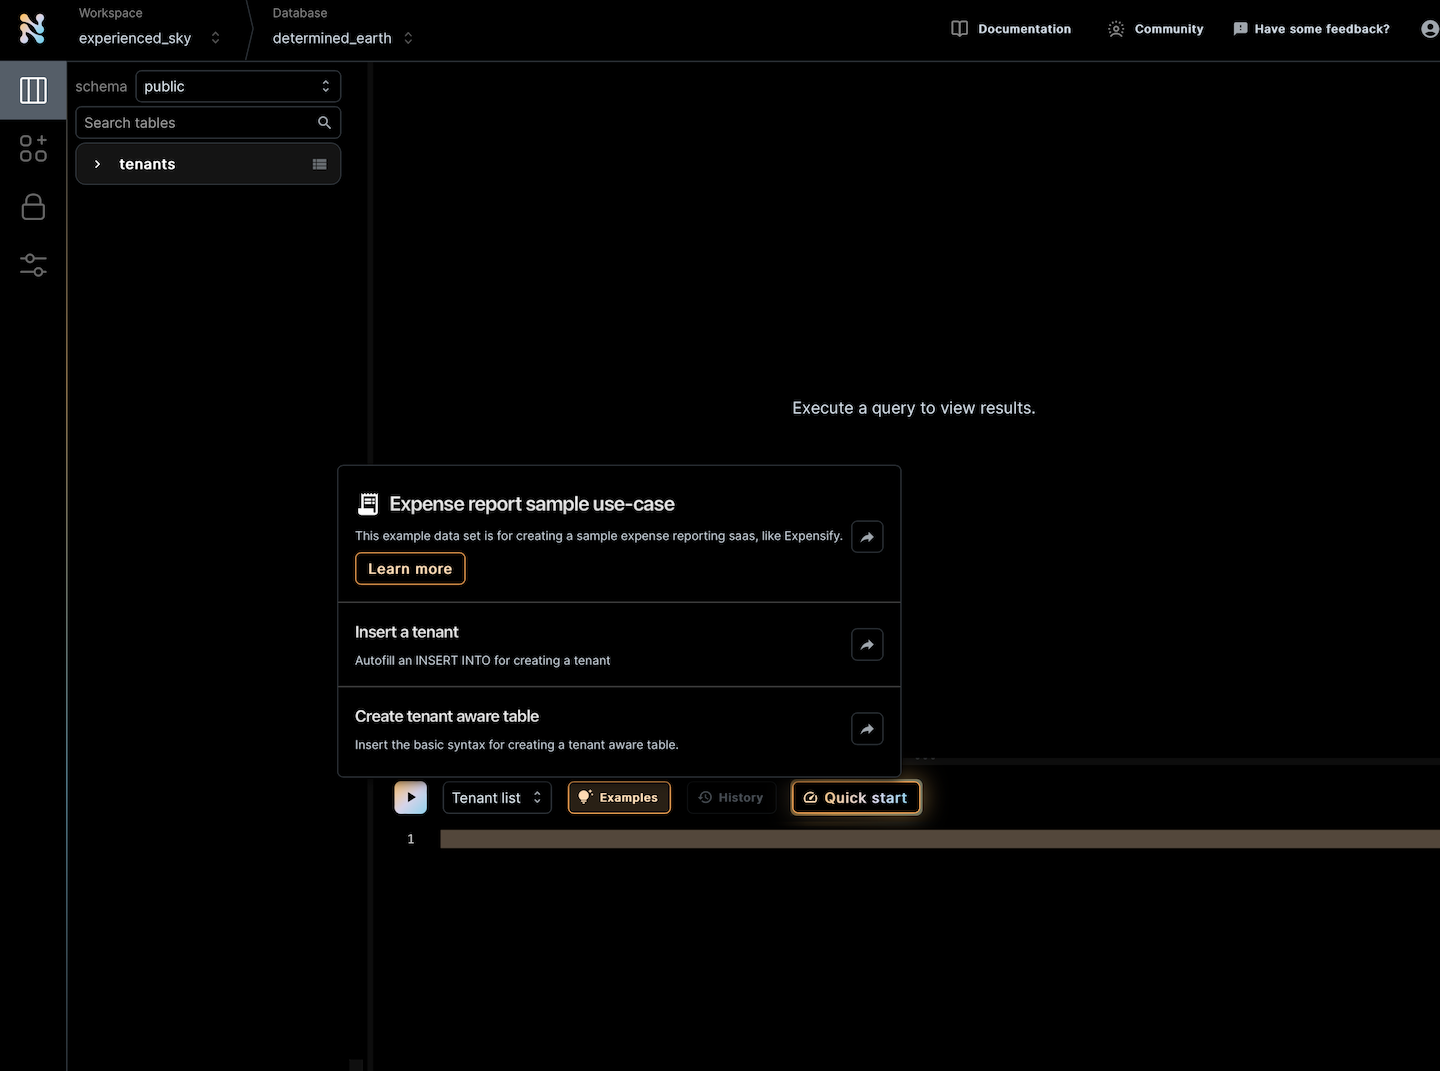 Workspace
experienced_sky
Database
determined_earth
Documentation
Community
Have some feedback?
schema
public
Search tables
tenants
Execute a query to view results.
Expense report sample use-case
This example data set is for creating a sample expense reporting saas, like Expensify.
Learn more
Insert a tenant
Autofill an INSERT INTO for creating a tenant
Create tenant aware table
Insert the basic syntax for creating a tenant aware table.
Tenant list
Examples
History
Quick start
1